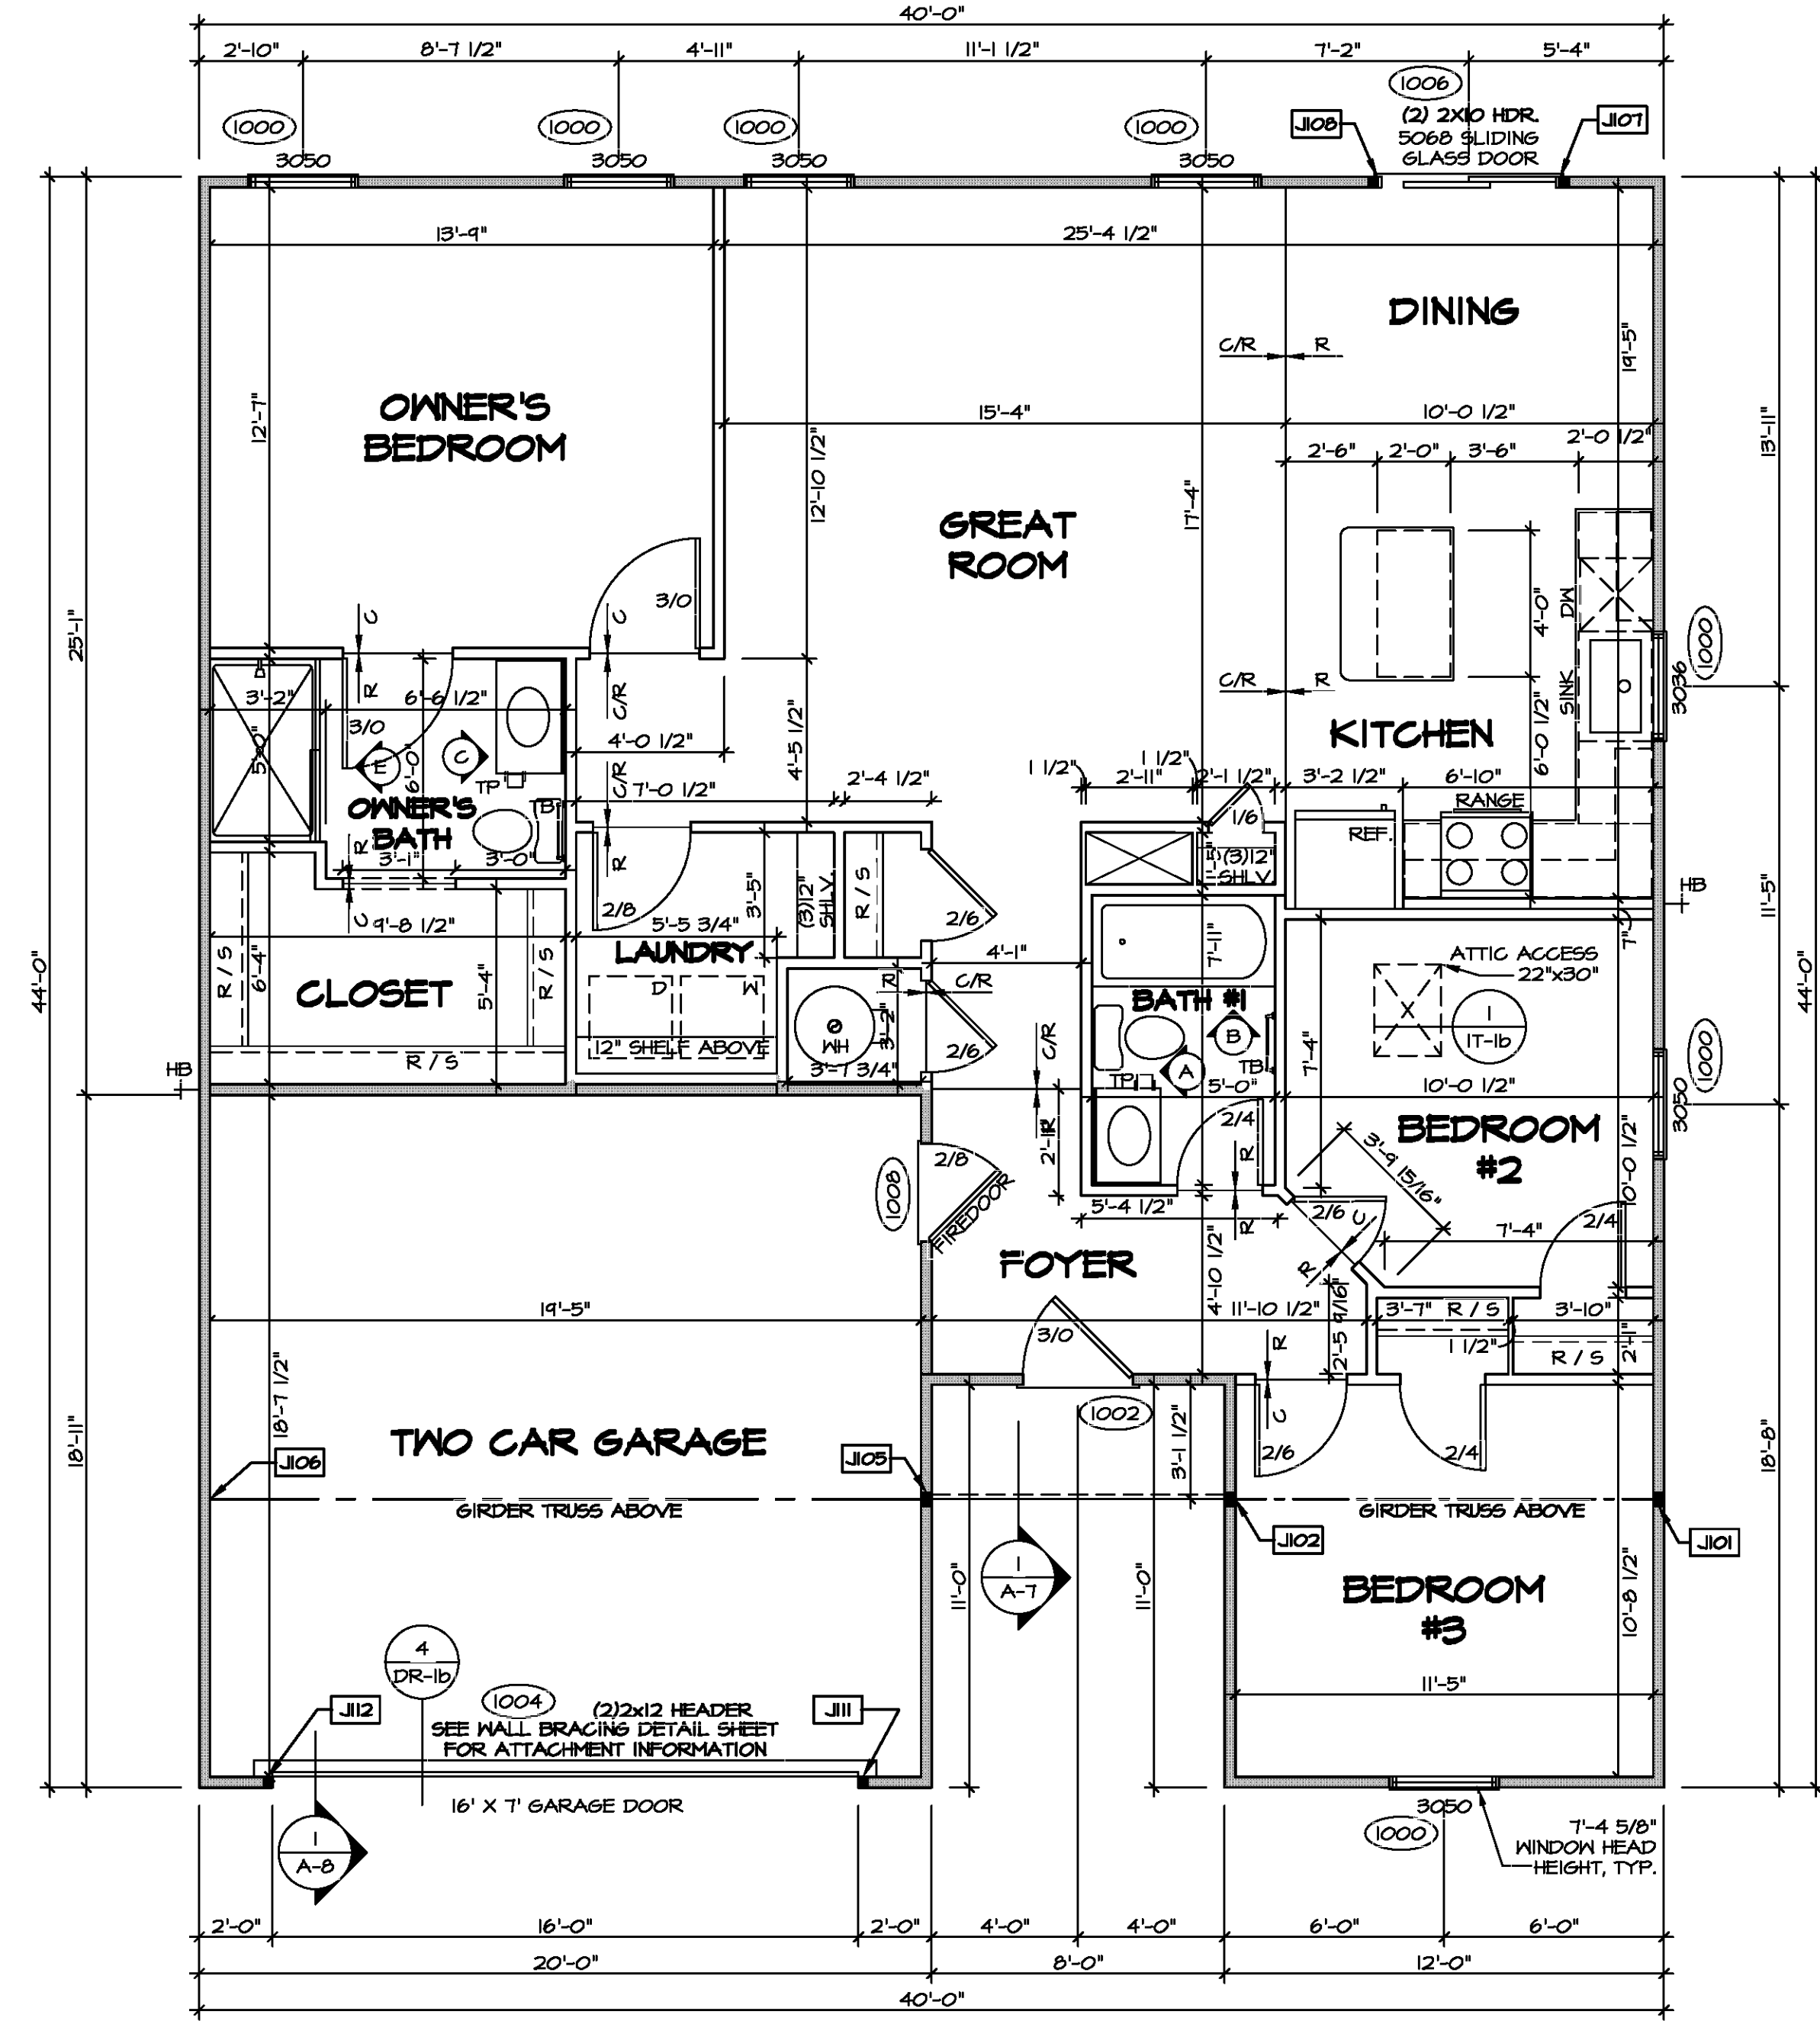 40'-0"
2'-10" 8'-7 1/2" 4'-11" 11'-1 1/2" 7'-2" 5'-4"
1006
1000 1000 1000 1000 J108 (2) 2X10 HDR. J107
5068 SLIDING
GLASS DOOR
3050 3050 3050 3050
13'-9" 25'-4 1/2"
DINING
C/R R
19'-5"
12'-7"
OWNER'S
BEDROOM
15'-4" 10'-0 1/2"
12'-10 1/2"
13'-11"
2'-6" 2'-0" 3'-6" 2'-0 1/2"
17'-4"
GREAT
ROOM
25'-1"
3/0
C C
DW
4'-0"
1000
3036
R C/R
C/R R
SINK
3'-2" 6'-6 1/2"
3/0
5'-0"
E C
6'-0"
4'-0 1/2"
4'-5 1/2"
KITCHEN
6'-0 1/2"
TP
C/R
7'-0 1/2" 2'-4 1/2"
1 1/2" 2'-11" 1 1/2" 2'-1 1/2" 3'-2 1/2" 6'-10"
OWNER'S
BATH
TB
1/6
RANGE
REF.
R
3'-1" 3'-0"
R
(3)12"
SHLV.
C
9'-8 1/2"
2/8
3'-5"
5'-5 3/4"
(3)12"
SHLV.
R / S
2/6
HB
11'-5"
7"
LAUNDRY
4'-1"
7'-11"
ATTIC ACCESS
22"x30"
R / S
6'-4"
CLOSET
5'-4"
R / S
D W
R
C/R
BATH #1
X
1
IT-1b
44'-0"
44'-0"
WH
3'-2"
2/6
C/R
B
A
TP
TB
7'-4"
1000
3050
R / S
12" SHELF ABOVE
3'-7 3/4"
HB
5'-0"
10'-0 1/2"
2/4
BEDROOM
#2
R
2'-11"
2/8
1008
FIREDOOR
R
3'-9 15/16"
10'-0 1/2"
5'-4 1/2"
R
2/6 C
7'-4"
2/4
FOYER
4'-10 1/2"
R
19'-5"
11'-10 1/2"
2'-5 9/16"
3'-7" R / S
3'-10"
3/0
R
1 1/2"
R / S
2'-1"
18'-7 1/2"
18'-11"
1002
3'-1 1/2"
C
2/6 2/4
18'-8"
TWO CAR GARAGE
J106 J105
GIRDER TRUSS ABOVE GIRDER TRUSS ABOVE
J102 J101
1
A-7
11'-0" 11'-0"
BEDROOM
#3
10'-8 1/2"
4
DR-1b
11'-5"
J112 1004 (2)2x12 HEADER J111
SEE WALL BRACING DETAIL SHEET
FOR ATTACHMENT INFORMATION
16' X 7' GARAGE DOOR
3050
1000
7'-4 5/8"
WINDOW HEAD
HEIGHT, TYP.
1
A-8
2'-0" 16'-0" 2'-0" 4'-0" 4'-0" 6'-0" 6'-0"
20'-0" 8'-0" 12'-0"
40'-0"